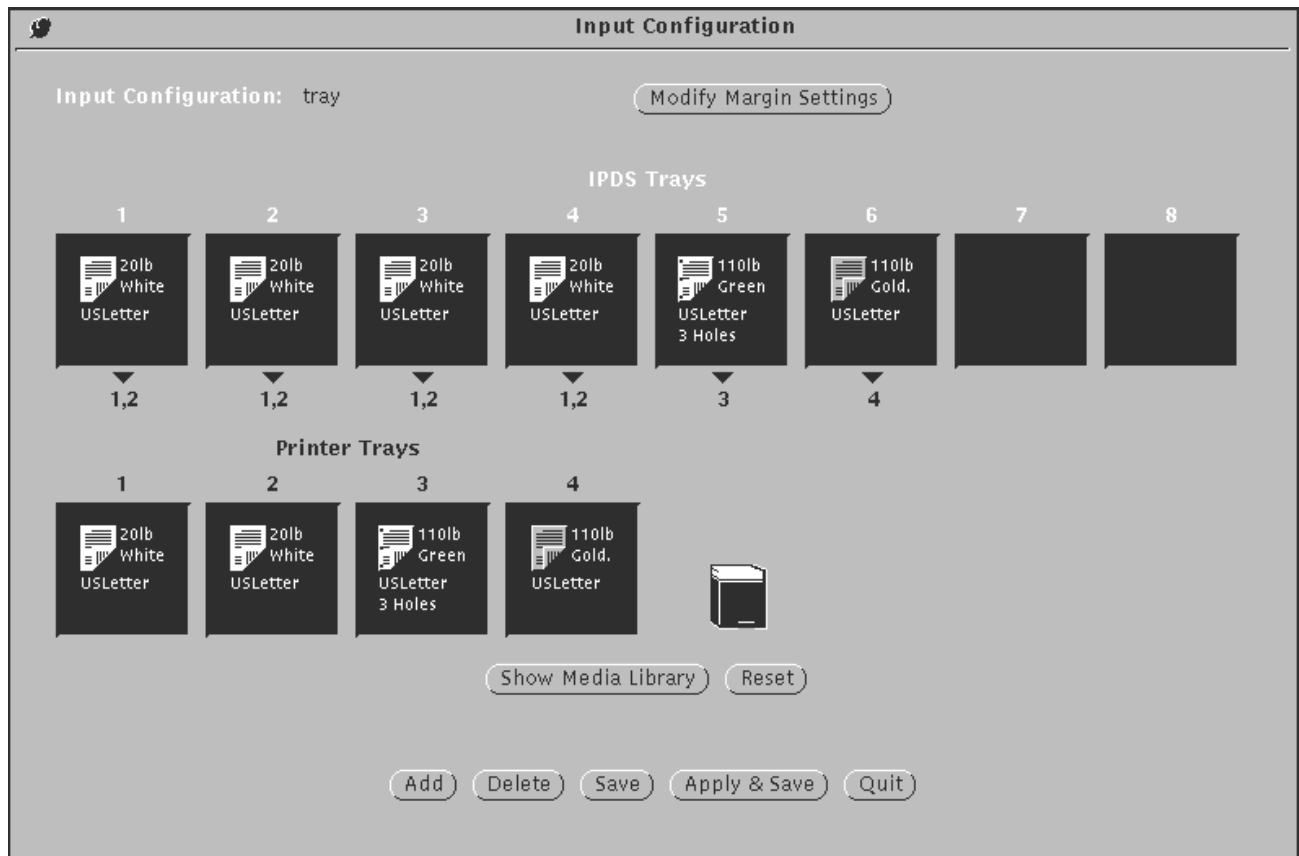 Input Configuration
Input Configuration: tray
Modify Margin Settings
IPDS Trays
1 2 3 4 5 6 7 8
20lb White USLetter
20lb White USLetter
20lb White USLetter
20lb White USLetter
110lb Green USLetter 3 Holes
110lb Gold. USLetter
1,2 1,2 1,2 1,2 3 4
Printer Trays
1 2 3 4
20lb White USLetter
20lb White USLetter
110lb Green USLetter 3 Holes
110lb Gold. USLetter
Show Media Library Reset
Add Delete Save Apply & Save Quit